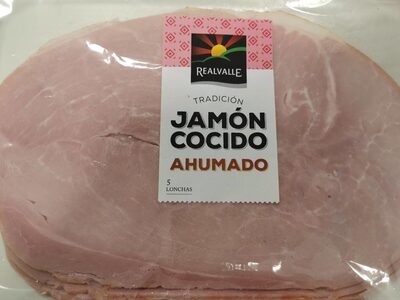 REALVALLE
TRADICIÓN
JAMÓN
COCIDO
AHUMADO
5
LONCHAS